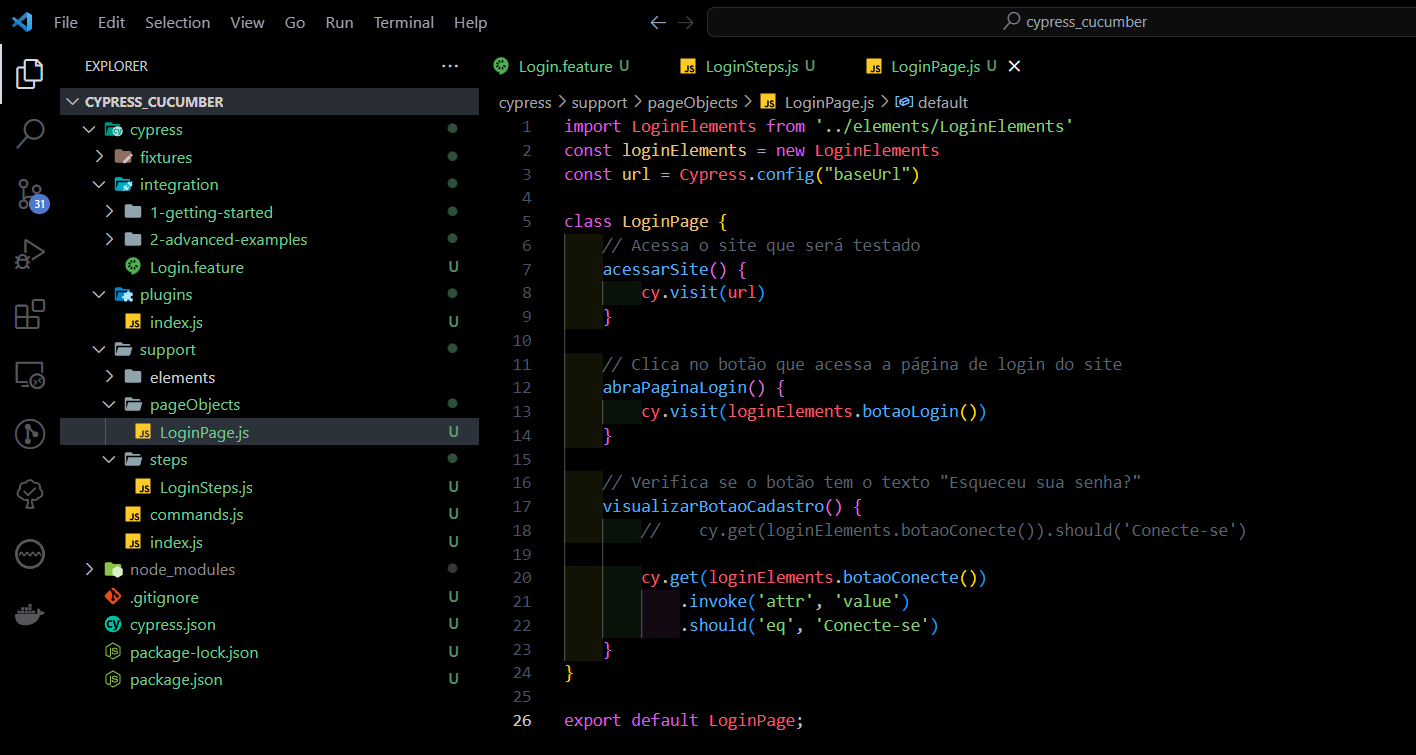 File Edit Selection View Go Run Terminal Help
cypress_cucumber
EXPLORER
CYPRESS_CUCUMBER
cypress
fixtures
integration
1-getting-started
2-advanced-examples
Login.feature U
plugins
index.js U
support
elements
pageObjects
LoginPage.js U
steps
LoginSteps.js U
commands.js U
index.js U
node_modules
.gitignore U
cypress.json U
package-lock.json U
package.json U
31
Login.feature U LoginSteps.js U LoginPage.js U
cypress > support > pageObjects > LoginPage.js > default
1 import LoginElements from '../elements/LoginElements'
2 const loginElements = new LoginElements
3 const url = Cypress.config("baseUrl")
4
5 class LoginPage {
6 // Acessa o site que será testado
7 acessarSite() {
8 cy.visit(url)
9 }
10
11 // Clica no botão que acessa a página de login do site
12 abraPaginaLogin() {
13 cy.visit(loginElements.botaoLogin())
14 }
15
16 // Verifica se o botão tem o texto "Esqueceu sua senha?"
17 visualizarBotaoCadastro() {
18 // cy.get(loginElements.botaoConecte()).should('Conecte-se')
19
20 cy.get(loginElements.botaoConecte())
21 .invoke('attr', 'value')
22 .should('eq', 'Conecte-se')
23 }
24 }
25
26 export default LoginPage;